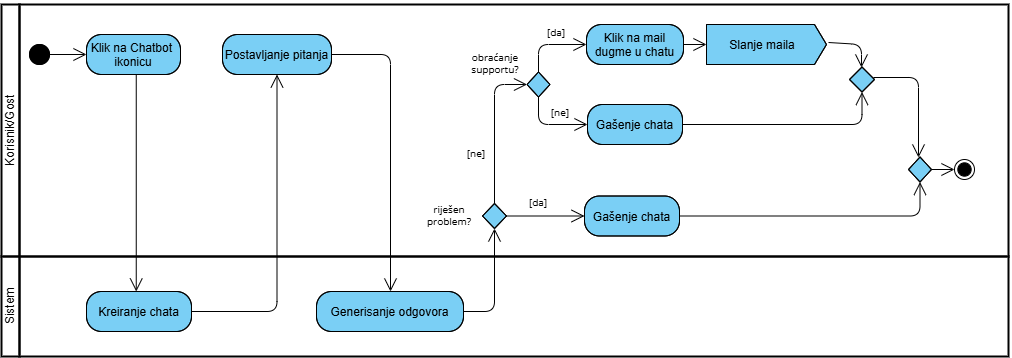 Korisnik/Gost
Klik na Chatbot
ikonicu
Postavljanje pitanja
obraćanje
supportu?
[da]
Klik na mail
dugme u chatu
Slanje maila
[ne]
Gašenje chata
[ne]
riješen
problem?
[da]
Gašenje chata
Sistem
Kreiranje chata
Generisanje odgovora